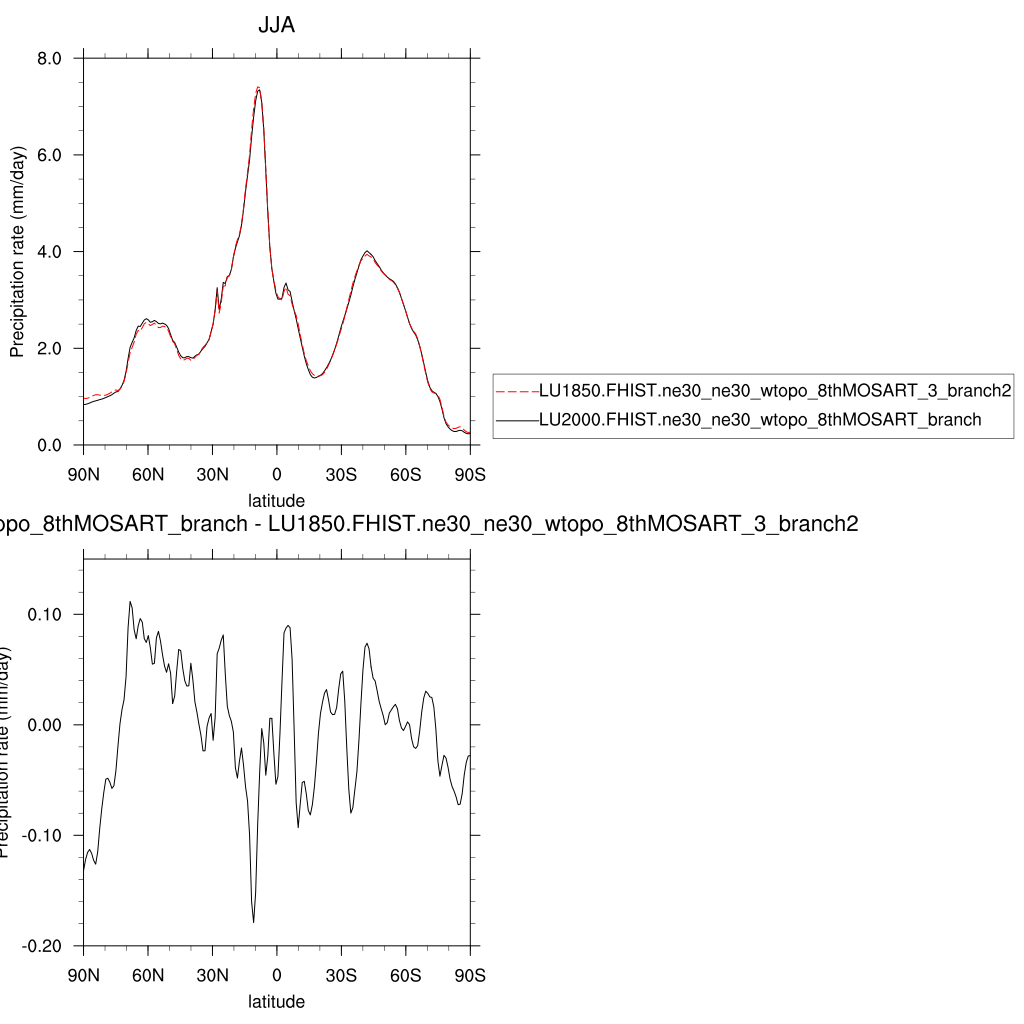 JJA
8.0
6.0
4.0
2.0
0.0
Precipitation rate (mm/day)
90N 60N 30N 0 30S 60S 90S
latitude
LU1850.FHIST.ne30_ne30_wtopo_8thMOSART_3_branch2
LU2000.FHIST.ne30_ne30_wtopo_8thMOSART_branch
opo_8thMOSART_branch - LU1850.FHIST.ne30_ne30_wtopo_8thMOSART_3_branch2
0.10
0.00
-0.10
-0.20
Precipitation rate (mm/day)
90N 60N 30N 0 30S 60S 90S
latitude